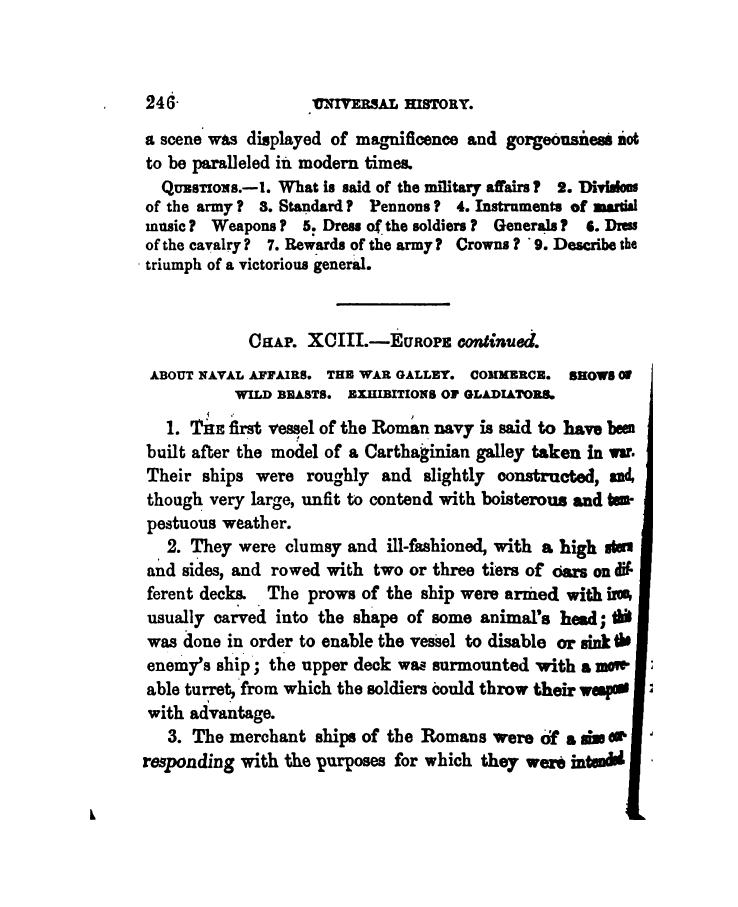 246 UNIVERSAL HISTORY.
a scene was displayed of magnificence and gorgeousness not
to be paralleled in modern times.
QUESTIONS.—1. What is said of the military affairs? 2. Divisions
of the army? 3. Standard? Pennons? 4. Instruments of martial
music? Weapons? 5. Dress of the soldiers? Generals? 6. Dress
of the cavalry? 7. Rewards of the army? Crowns? 9. Describe the
triumph of a victorious general.
CHAP. XCIII.—EUROPE continued.
ABOUT NAVAL AFFAIRS. THE WAR GALLEY. COMMERCE. SHOWS OF
WILD BEASTS. EXHIBITIONS OF GLADIATORS.
1. THE first vessel of the Roman navy is said to have been
built after the model of a Carthaginian galley taken in war.
Their ships were roughly and slightly constructed, and,
though very large, unfit to contend with boisterous and tem-
pestuous weather.
2. They were clumsy and ill-fashioned, with a high stern
and sides, and rowed with two or three tiers of oars on dif-
ferent decks. The prows of the ship were armed with iron,
usually carved into the shape of some animal's head; this
was done in order to enable the vessel to disable or sink the
enemy's ship; the upper deck was surmounted with a move-
able turret, from which the soldiers could throw their weapons
with advantage.
3. The merchant ships of the Romans were of a size cor-
responding with the purposes for which they were intended